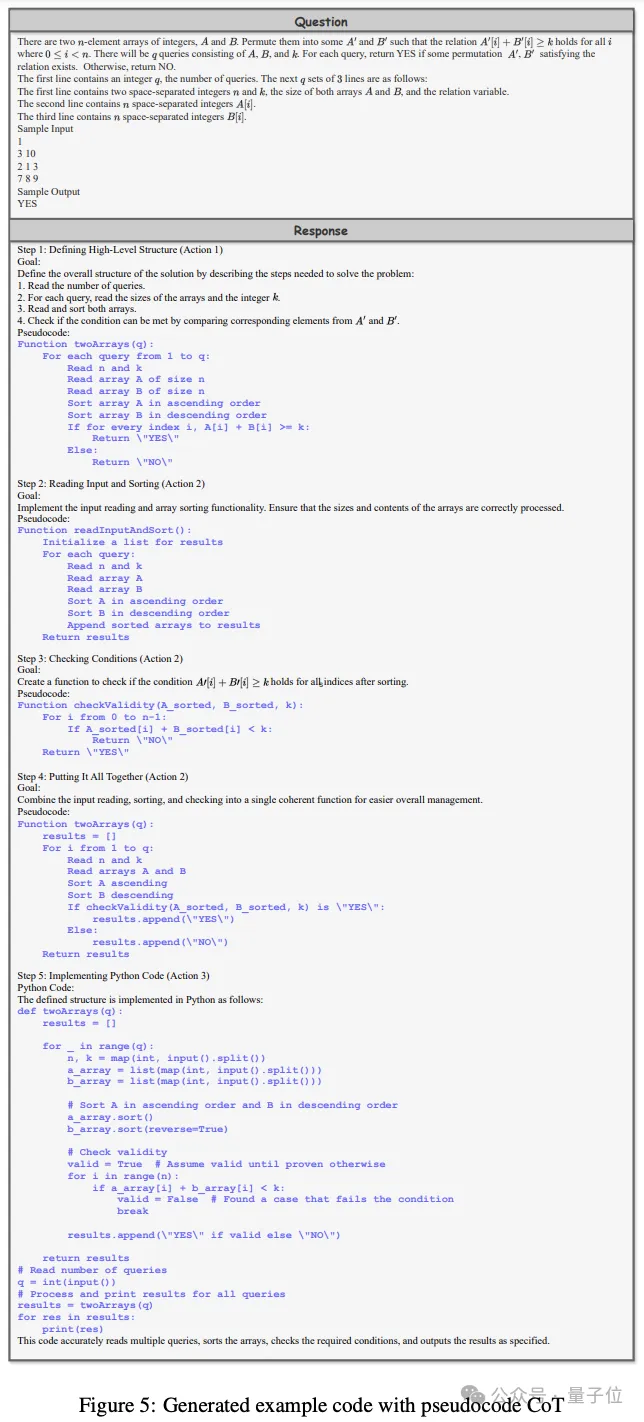 Question
There are two n-element arrays of integers, A and B. Permute them into some A′ and B′ such that the relation A′[i] + B′[i] ≥ k holds for all i
where 0 ≤ i < n. There will be q queries consisting of A, B, and k. For each query, return YES if some permutation A′, B′ satisfying the
relation exists. Otherwise, return NO.
The first line contains an integer q, the number of queries. The next q sets of 3 lines are as follows:
The first line contains two space-separated integers n and k, the size of both arrays A and B, and the relation variable.
The second line contains n space-separated integers A[i].
The third line contains n space-separated integers B[i].
Sample Input
1
3 10
2 1 3
7 8 9
Sample Output
YES
Response
Step 1: Defining High-Level Structure (Action 1)
Goal:
Define the overall structure of the solution by describing the steps needed to solve the problem:
1. Read the number of queries.
2. For each query, read the sizes of the arrays and the integer k.
3. Read and sort both arrays.
4. Check if the condition can be met by comparing corresponding elements from A′ and B′.
Pseudocode:
Function twoArrays(q):
    For each query from 1 to q:
        Read n and k
        Read array A of size n
        Read array B of size n
        Sort array A in ascending order
        Sort array B in descending order
        If for every index i, A[i] + B[i] >= k:
            Return \"YES\"
        Else:
            Return \"NO\"
Step 2: Reading Input and Sorting (Action 2)
Goal:
Implement the input reading and array sorting functionality. Ensure that the sizes and contents of the arrays are correctly processed.
Pseudocode:
Function readInputAndSort():
    Initialize a list for results
    For each query:
        Read n and k
        Read array A
        Read array B
        Sort A in ascending order
        Sort B in descending order
        Append sorted arrays to results
    Return results
Step 3: Checking Conditions (Action 2)
Goal:
Create a function to check if the condition A′[i] + B′[i] ≥ k holds for all indices after sorting.
Pseudocode:
Function checkValidity(A_sorted, B_sorted, k):
    For i from 0 to n-1:
        If A_sorted[i] + B_sorted[i] < k:
            Return \"NO\"
    Return \"YES\"
Step 4: Putting It All Together (Action 2)
Goal:
Combine the input reading, sorting, and checking into a single coherent function for easier overall management.
Pseudocode:
Function twoArrays(q):
    results = []
    For i from 1 to q:
        Read n and k
        Read arrays A and B
        Sort A ascending
        Sort B descending
        If checkValidity(A_sorted, B_sorted, k) is \"YES\":
            results.append(\"YES\")
        Else:
            results.append(\"NO\")
    Return results
Step 5: Implementing Python Code (Action 3)
Python Code:
The defined structure is implemented in Python as follows:
def twoArrays(q):
    results = []
    for _ in range(q):
        n, k = map(int, input().split())
        a_array = list(map(int, input().split()))
        b_array = list(map(int, input().split()))
        # Sort A in ascending order and B in descending order
        a_array.sort()
        b_array.sort(reverse=True)
        # Check validity
        valid = True  # Assume valid until proven otherwise
        for i in range(n):
            if a_array[i] + b_array[i] < k:
                valid = False  # Found a case that fails the condition
                break
        results.append(\"YES\" if valid else \"NO\")
    return results
# Read number of queries
q = int(input())
# Process and print results for all queries
results = twoArrays(q)
for res in results:
    print(res)
This code accurately reads multiple queries, sorts the arrays, checks the required conditions, and outputs the results as specified.
公众号 · 量子位
Figure 5: Generated example code with pseudocode CoT